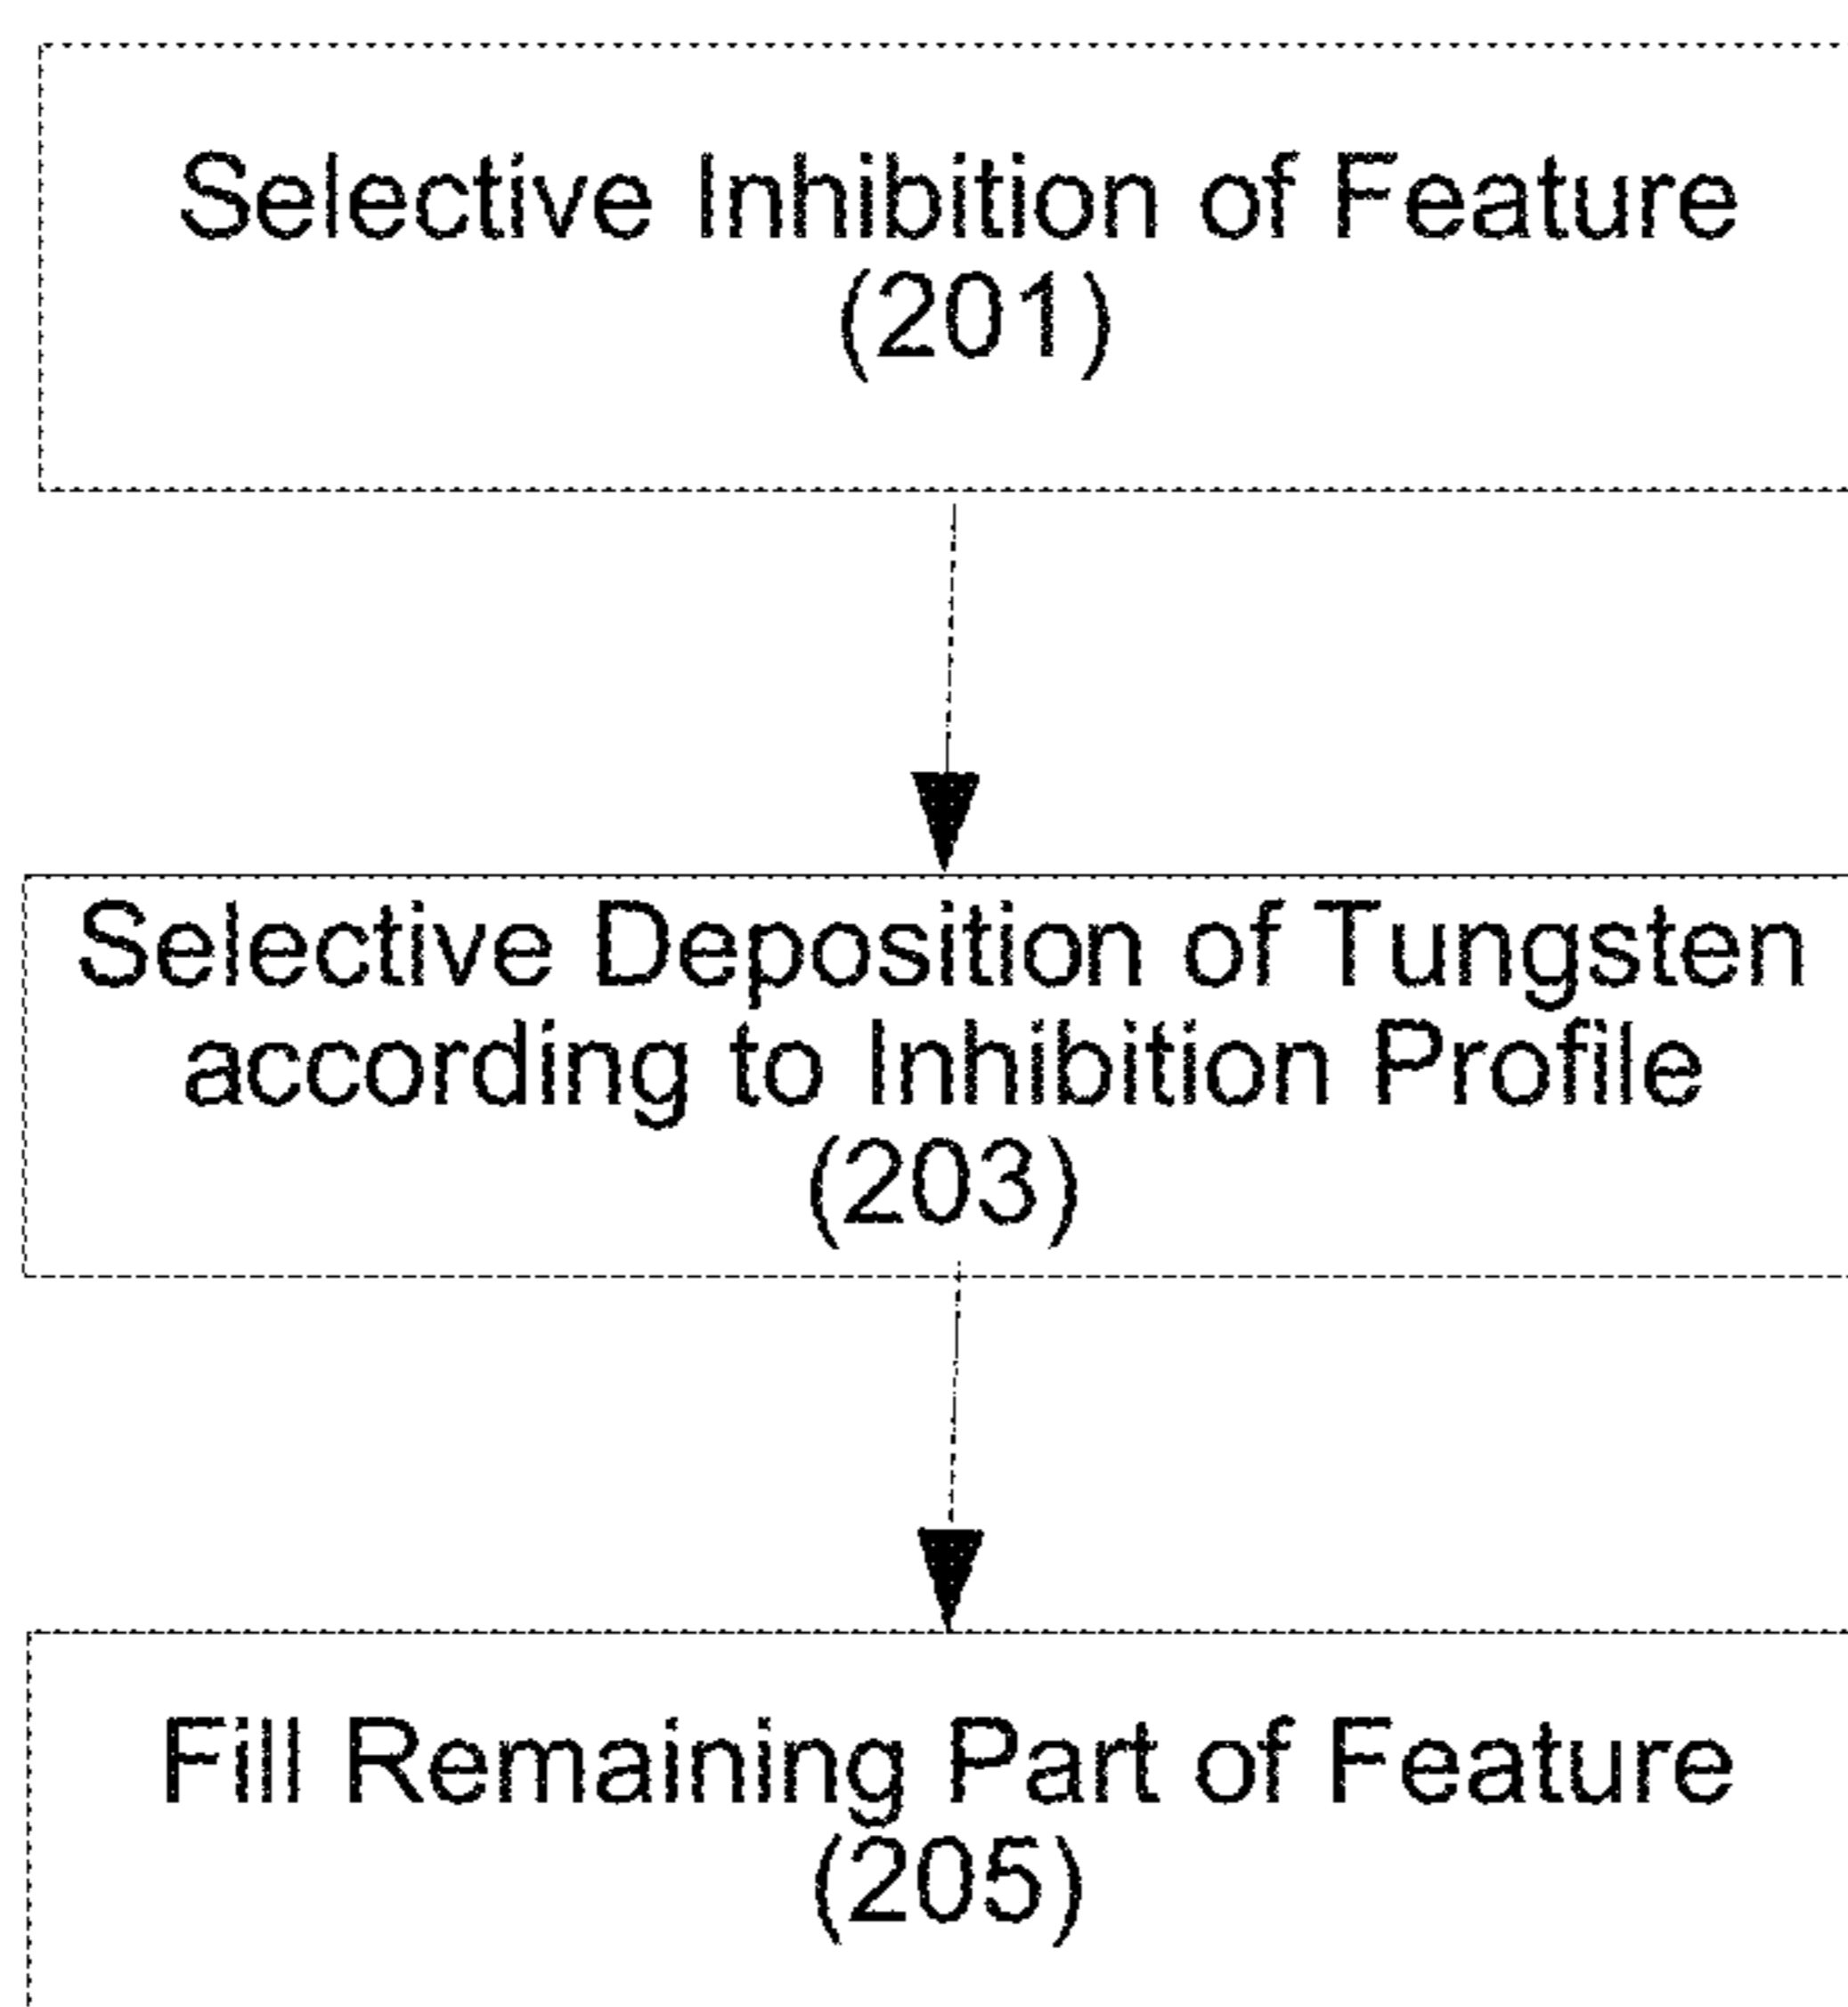 Selective Inhibition of Feature
(201)
Selective Deposition of Tungsten
according to Inhibition Profile
(203)
Fill Remaining Part of Feature
(205)